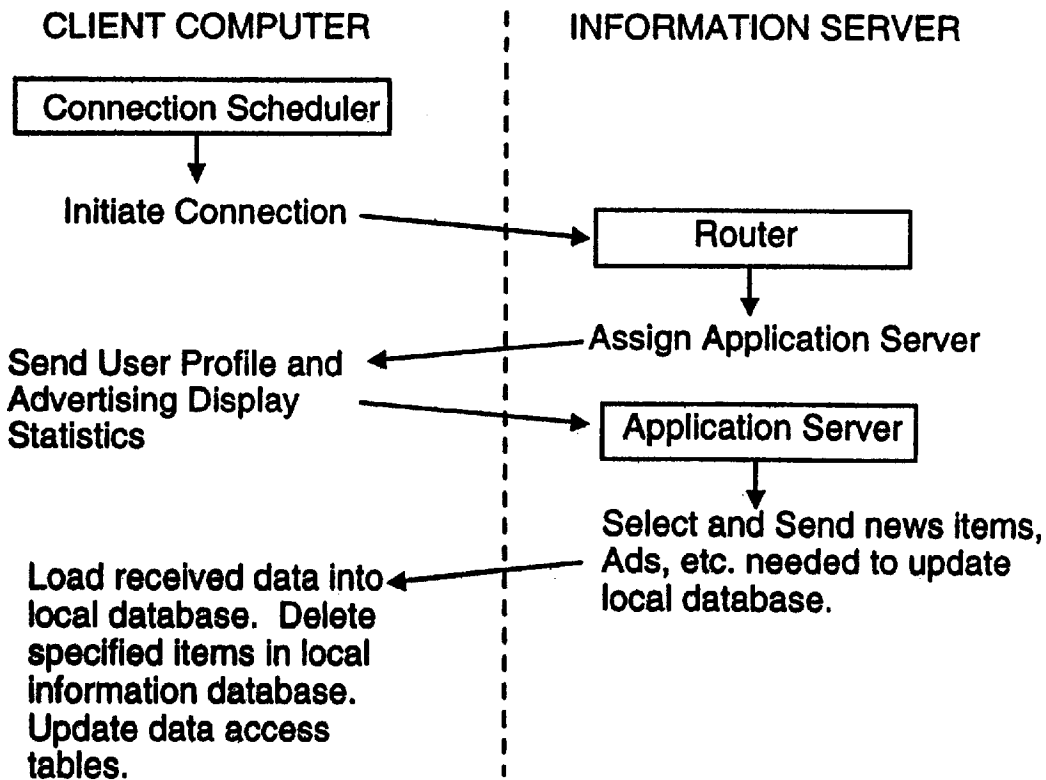 CLIENT COMPUTER
INFORMATION SERVER
Connection Scheduler
Initiate Connection
Router
Assign Application Server
Send User Profile and
Advertising Display
Statistics
Application Server
Select and Send news items,
Ads, etc. needed to update
local database.
Load received data into
local database. Delete
specified items in local
information database.
Update data access
tables.